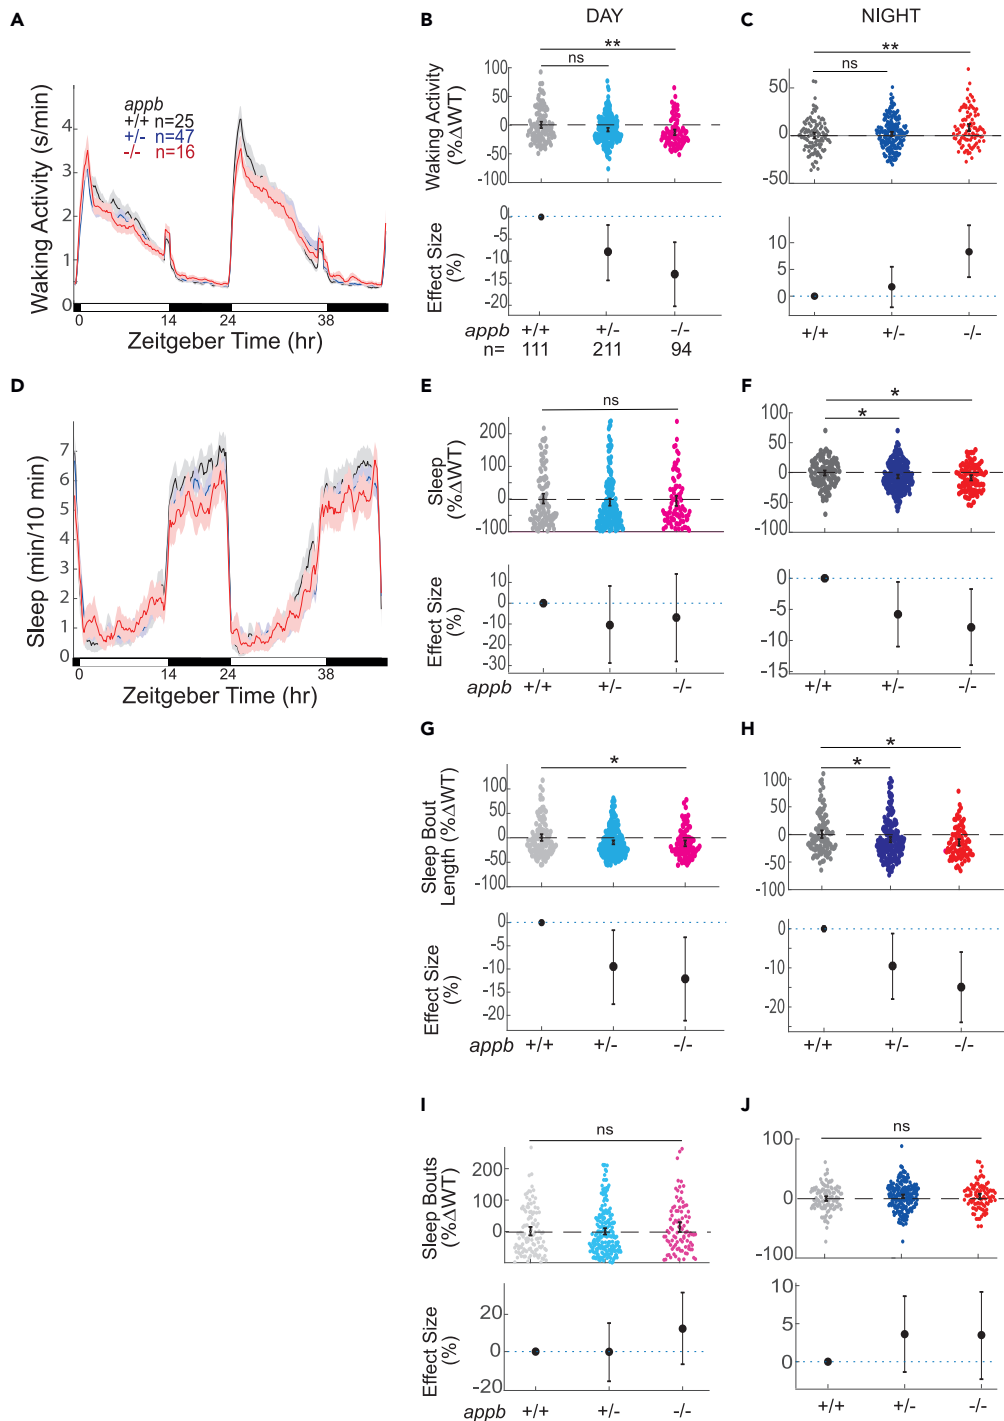 A
Waking Activity (s/min)
appb
+/+ n=25
+/- n=47
-/- n=16
4
3
2
1
0
0
14
24
38
Zeitgeber Time (hr)
B
DAY
Waking Activity
(%ΔWT)
**
ns
100
50
0
-50
-100
Effect Size
(%)
0
-5
-10
-15
-20
appb +/+ +/- -/-
n= 111 211 94
C
NIGHT
**
ns
50
0
-50
10
5
0
+/+ +/- -/-
D
Sleep (min/10 min)
7
6
5
4
3
2
1
0
0
14
24
38
Zeitgeber Time (hr)
E
Sleep
(%ΔWT)
ns
200
100
0
-100
Effect Size
(%)
10
0
-10
-20
-30
appb +/+ +/- -/-
F
*
*
100
50
0
-50
-100
0
-5
-10
-15
+/+ +/- -/-
G
Sleep Bout
Length (%ΔWT)
*
100
50
0
-50
-100
Effect Size
(%)
0
-5
-10
-15
-20
appb +/+ +/- -/-
H
*
*
100
50
0
-50
-100
0
-10
-20
+/+ +/- -/-
I
Sleep Bouts
(%ΔWT)
ns
200
100
0
-100
Effect Size
(%)
20
0
-20
appb +/+ +/- -/-
J
ns
100
0
-100
10
5
0
+/+ +/- -/-